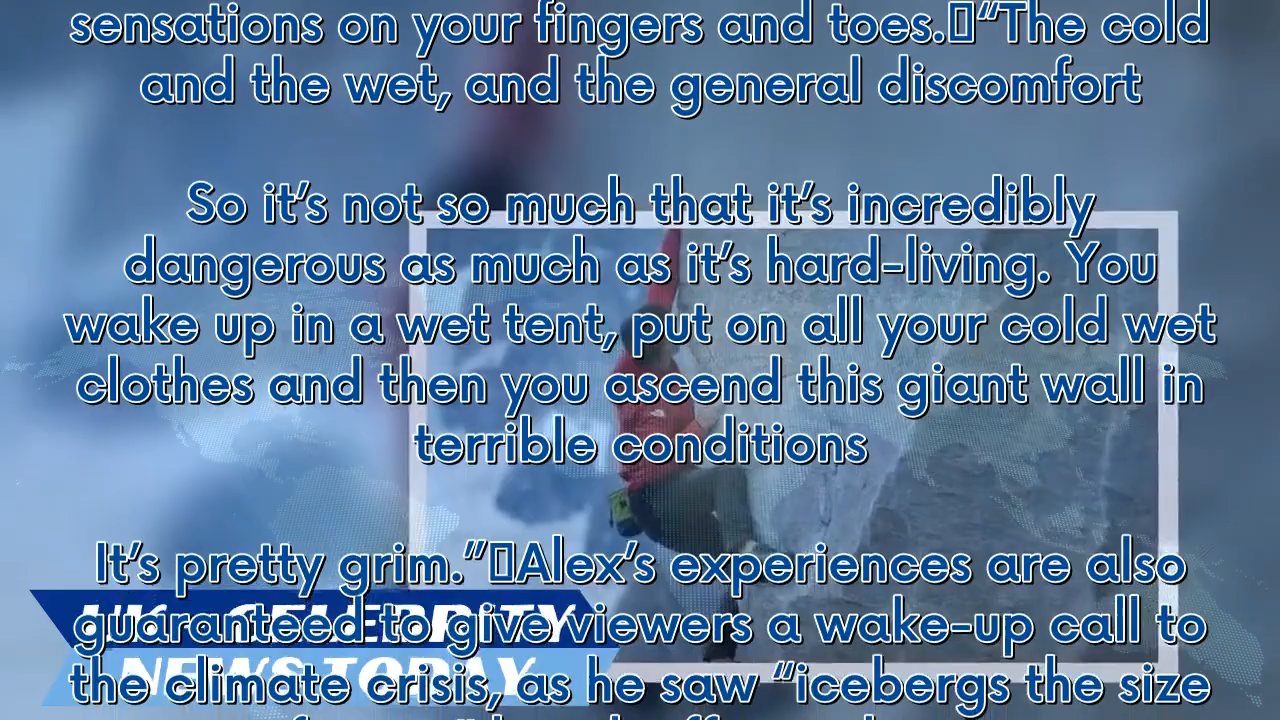 sensations on your fingers and toes.▯“The cold
and the wet, and the general discomfort
So it’s not so much that it’s incredibly
dangerous as much as it’s hard-living. You
wake up in a wet tent, put on all your cold wet
clothes and then you ascend this giant wall in
terrible conditions
It’s pretty grim.”▯Alex’s experiences are also
UK CELEBRITY
guaranteed to give viewers a wake-up call to
NEWS TODAY
the climate crisis, as he saw “icebergs the size